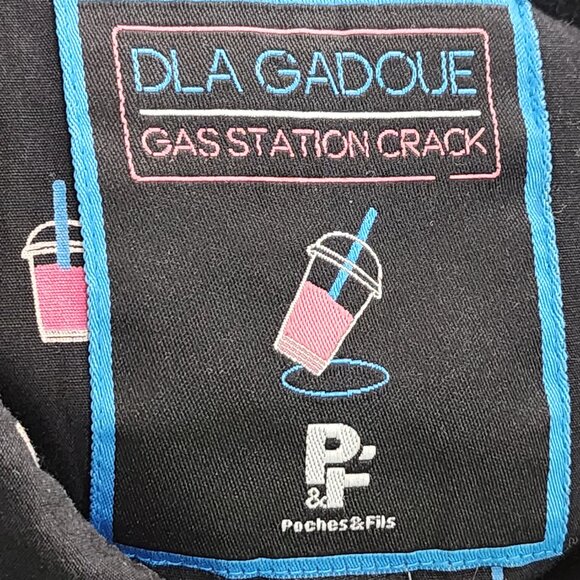 DLA GADOUE
GAS STATION CRACK
P&F
Poches&Fils